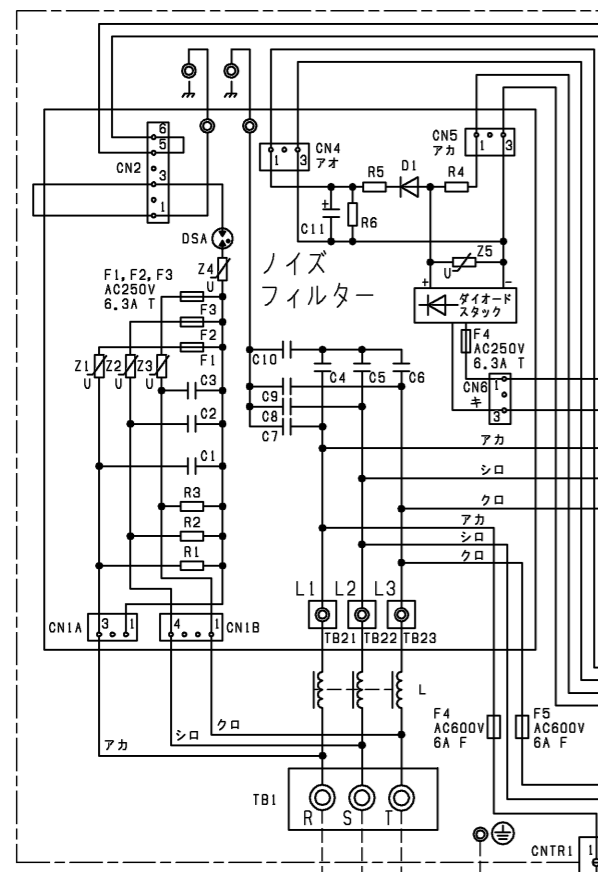 6
5
CN2
3
1
CN4
アオ
1
3
CN5
アカ
1
3
R5
D1
R4
+
C11
R6
DSA
Z4
U
ノイズ
フィルター
Z5
U
+
-
ダイオード
スタック
F1,F2,F3
AC250V
6.3A T
F3
F2
F1
F4
AC250V
6.3A T
Z1
U
Z2
U
Z3
U
C10
C4
C5
C6
CN6
キ
1
3
C3
C9
C8
C7
C2
C1
アカ
シロ
クロ
R3
R2
R1
アカ
シロ
クロ
L1
L2
L3
CN1A
3
1
4
1
CN1B
TB21
TB22
TB23
L
クロ
シロ
アカ
F4
AC600V
6A F
F5
AC600V
6A F
TB1
R
S
T
CNTR1
1